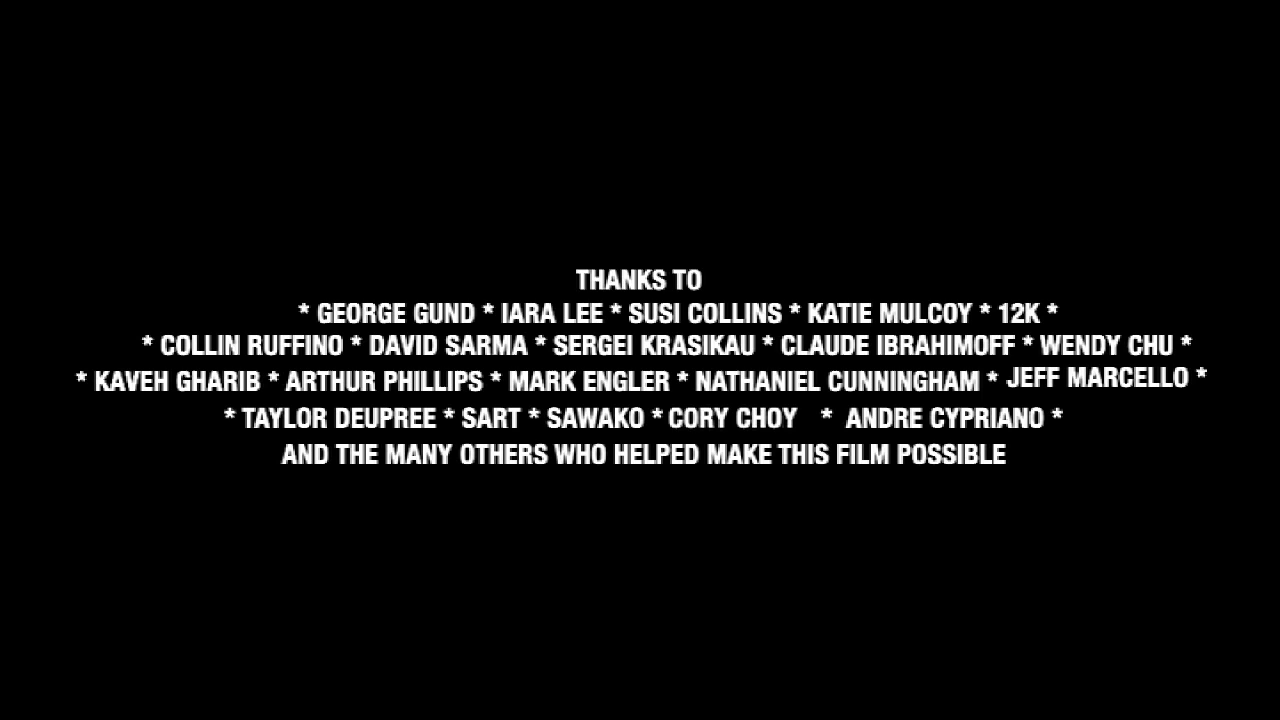 THANKS TO
* GEORGE GUND * IARA LEE * SUSI COLLINS * KATIE MULCOY * 12K *
* COLLIN RUFFINO * DAVID SARMA * SERGEI KRASIKAU * CLAUDE IBRAHIMOFF * WENDY CHU *
* KAVEH GHARIB * ARTHUR PHILLIPS * MARK ENGLER * NATHANIEL CUNNINGHAM * JEFF MARCELLO *
* TAYLOR DEUPREE * SART * SAWAKO * CORY CHOY * ANDRE CYPRIANO *
AND THE MANY OTHERS WHO HELPED MAKE THIS FILM POSSIBLE